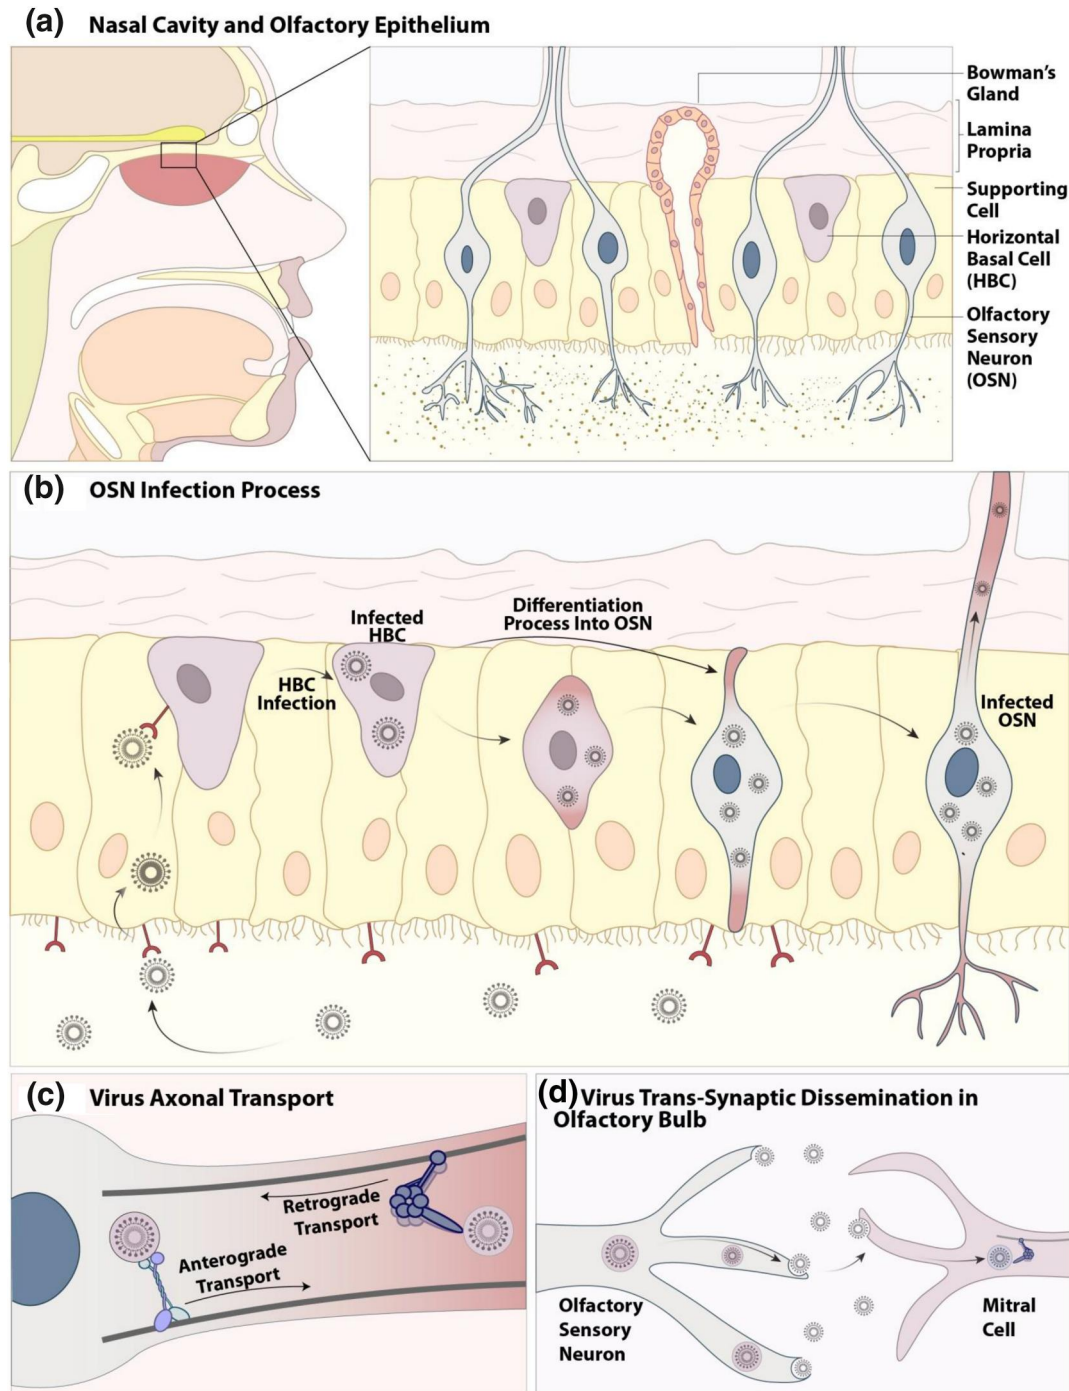 (a) Nasal Cavity and Olfactory Epithelium
Bowman's
Gland
Lamina
Propria
Supporting
Cell
Horizontal
Basal Cell
(HBC)
Olfactory
Sensory
Neuron
(OSN)
(b) OSN Infection Process
Infected
HBC
HBC
Infection
Differentiation
Process Into OSN
Infected
OSN
(c) Virus Axonal Transport
Retrograde
Transport
Anterograde
Transport
(d) Virus Trans-Synaptic Dissemination in
Olfactory Bulb
Olfactory
Sensory
Neuron
Mitral
Cell